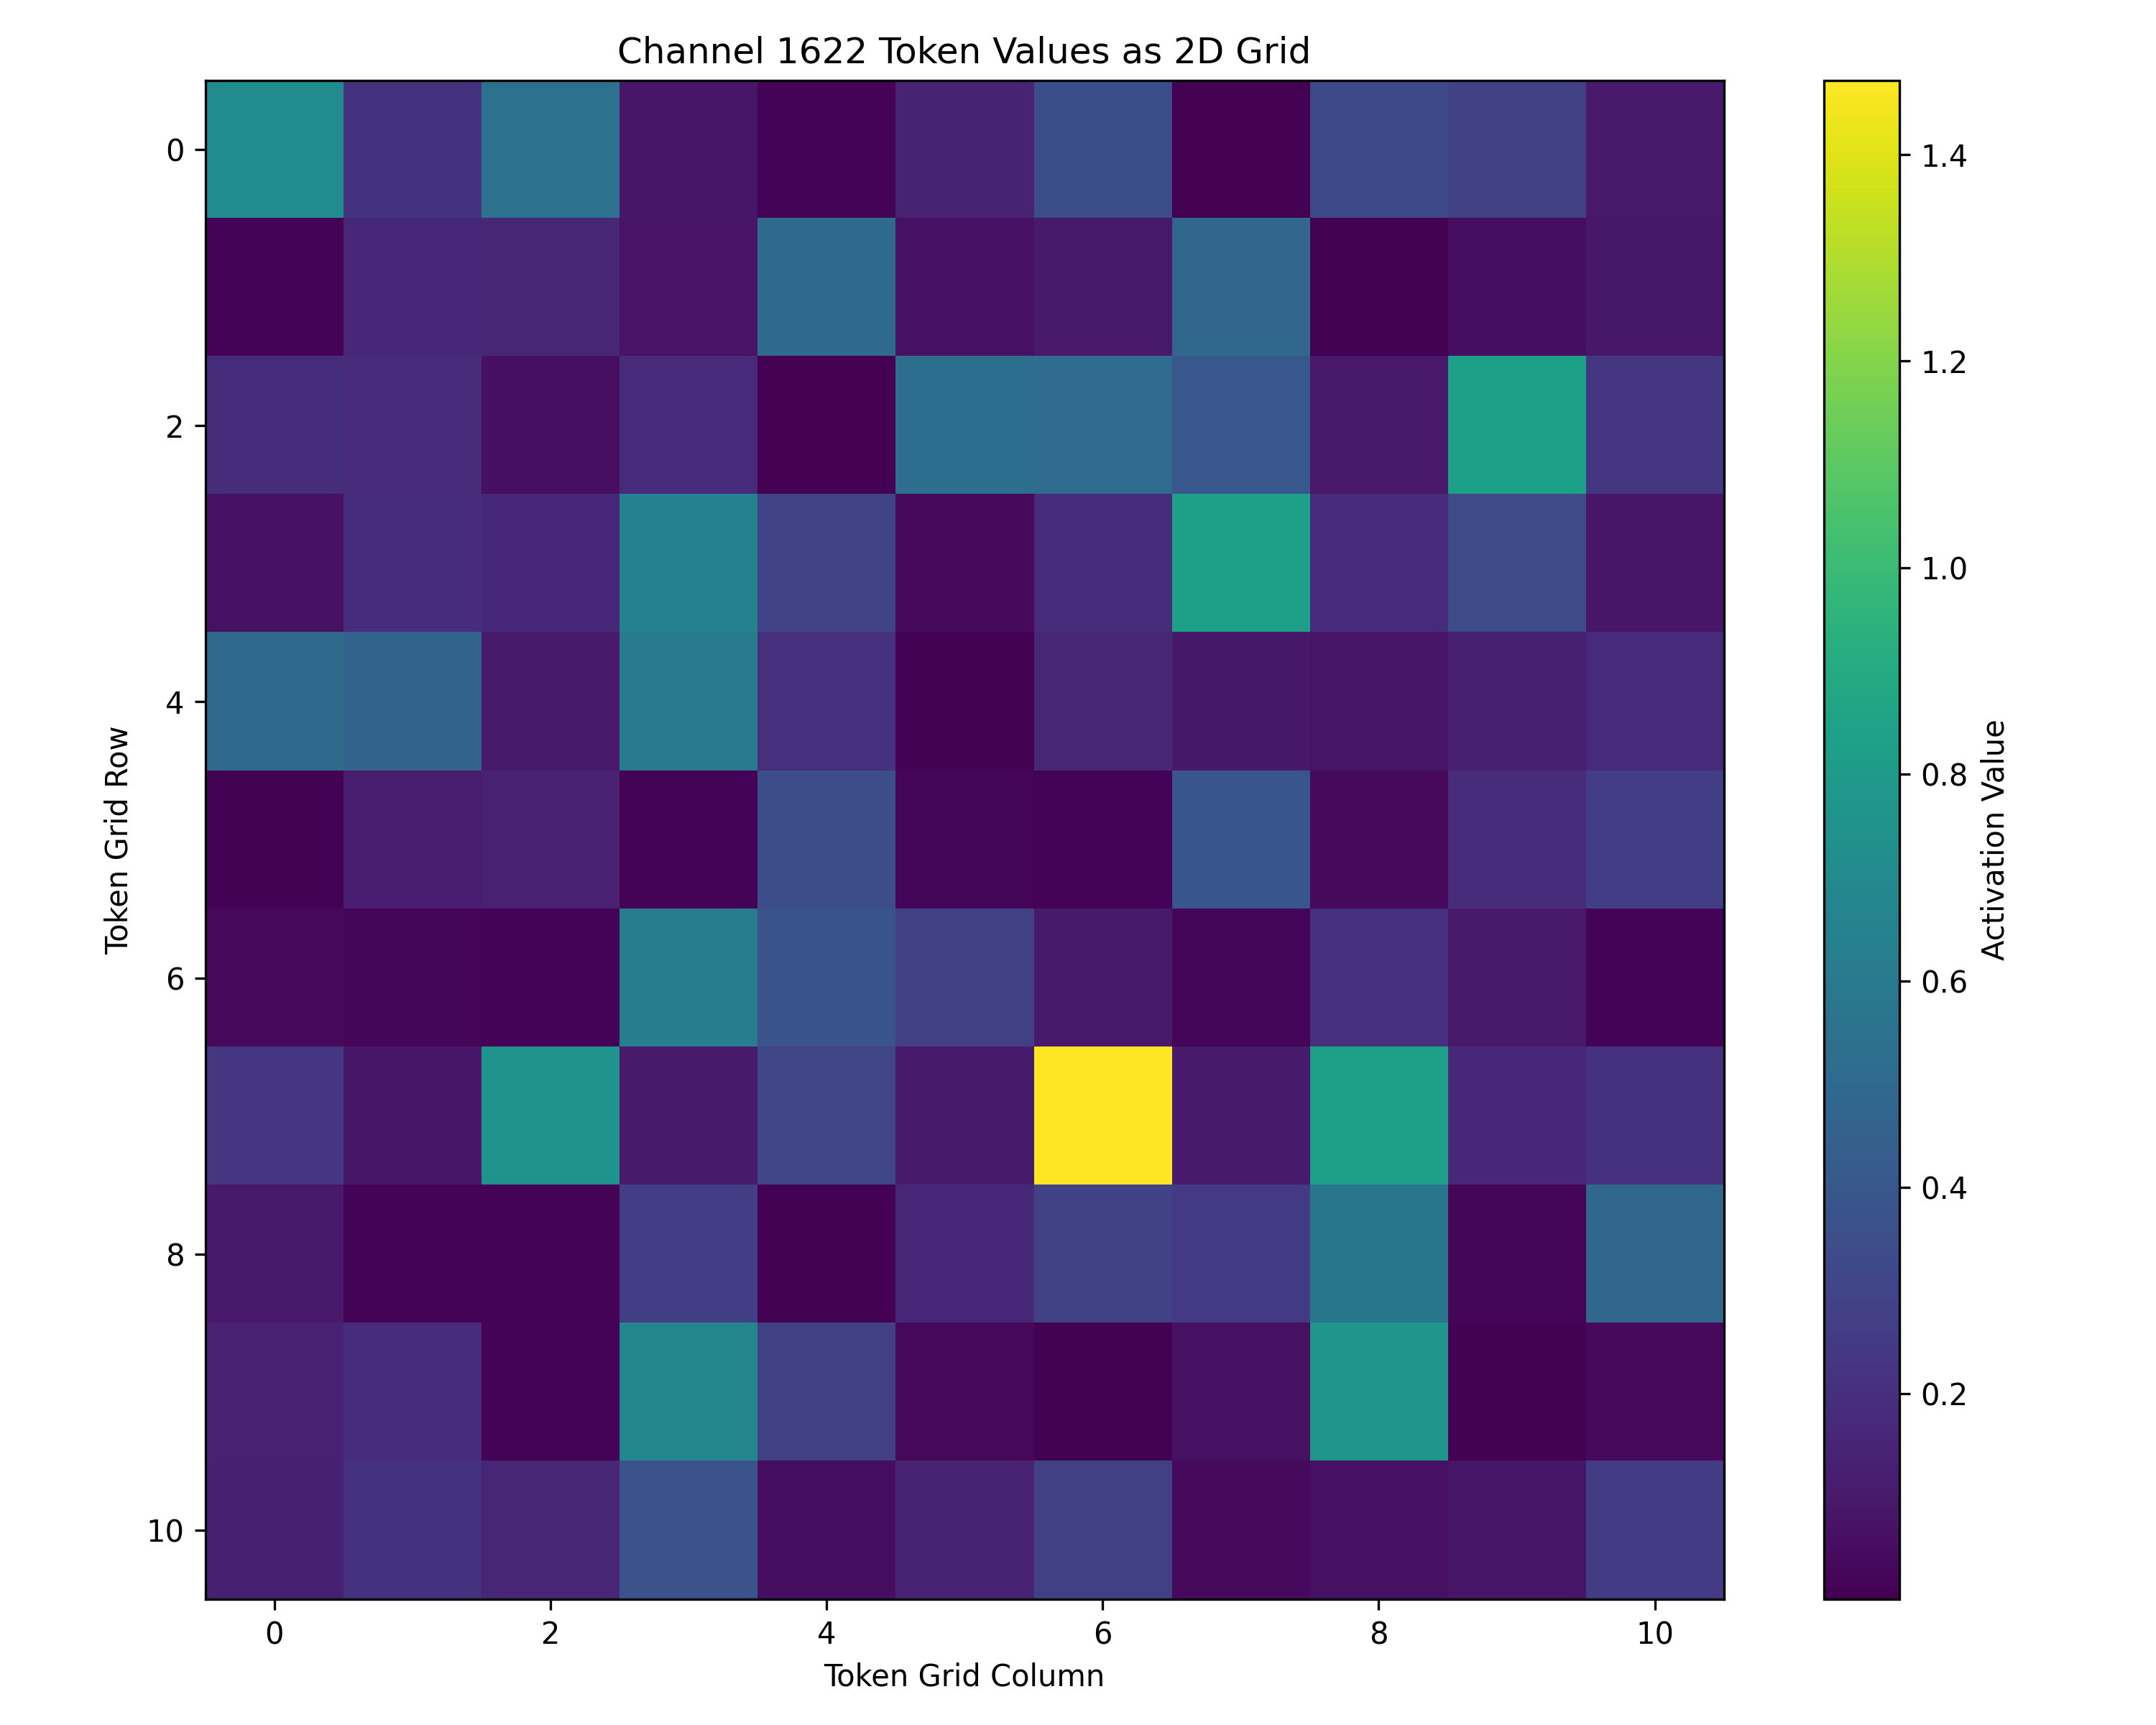 Channel 1622 Token Values as 2D Grid
0
2
4
6
8
10
Token Grid Row
0 2 4 6 8 10
Token Grid Column
1.4
1.2
1.0
0.8
0.6
0.4
0.2
Activation Value